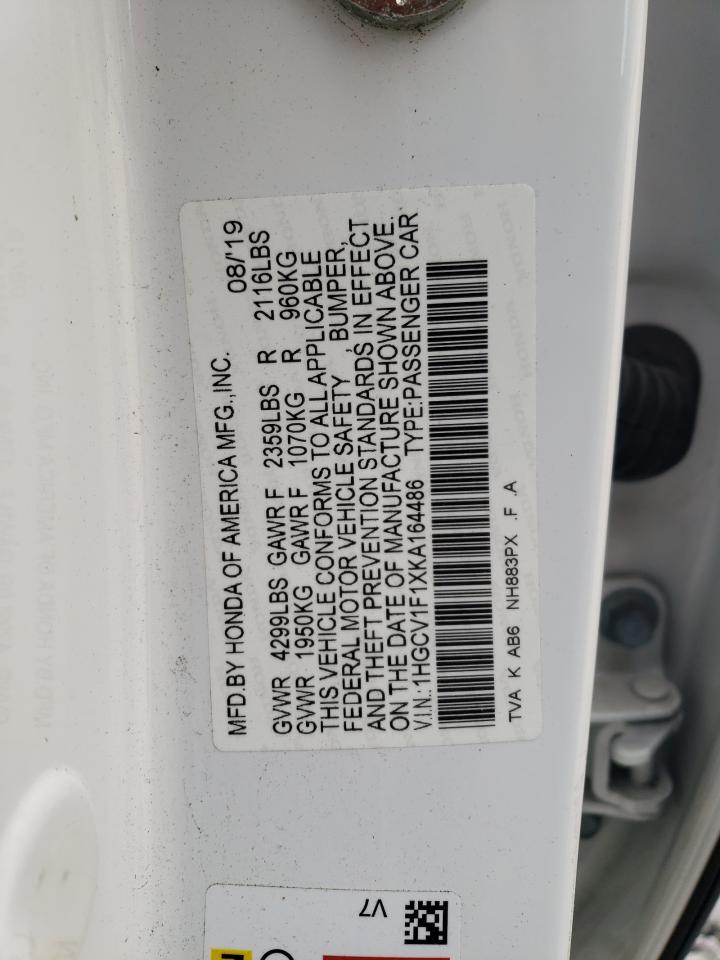 MFD.BY HONDA OF AMERICA MFG.,INC. 08/'19
GVWR 4299LBS GAWR F 2359LBS R 2116LBS
GVWR 1950KG GAWR F 1070KG R 960KG
THIS VEHICLE CONFORMS TO ALL APPLICABLE
FEDERAL MOTOR VEHICLE SAFETY ,BUMPER,
AND THEFT PREVENTION STANDARDS, IN EFFECT
ON THE DATE OF MANUFACTURE SHOWN ABOVE.
V.I.N.:1HGCV1F1XKA164486 TYPE:PASSENGER CAR
TVA K AB6 NH883PX .F .A
V7